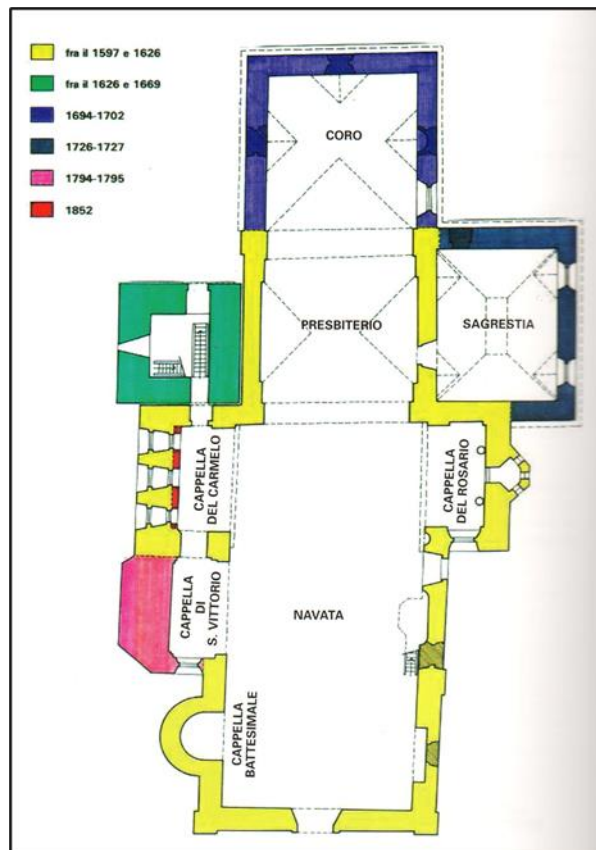 fra il 1597 e 1626
fra il 1626 e 1669
1694-1702
1726-1727
1794-1795
1852
CORO
PRESBITERIO
SAGRESTIA
CAPPELLA
DEL CARMELO
CAPPELLA
DEL ROSARIO
CAPPELLA
DI
S. VITTORIO
NAVATA
CAPPELLA
BATTESIMALE